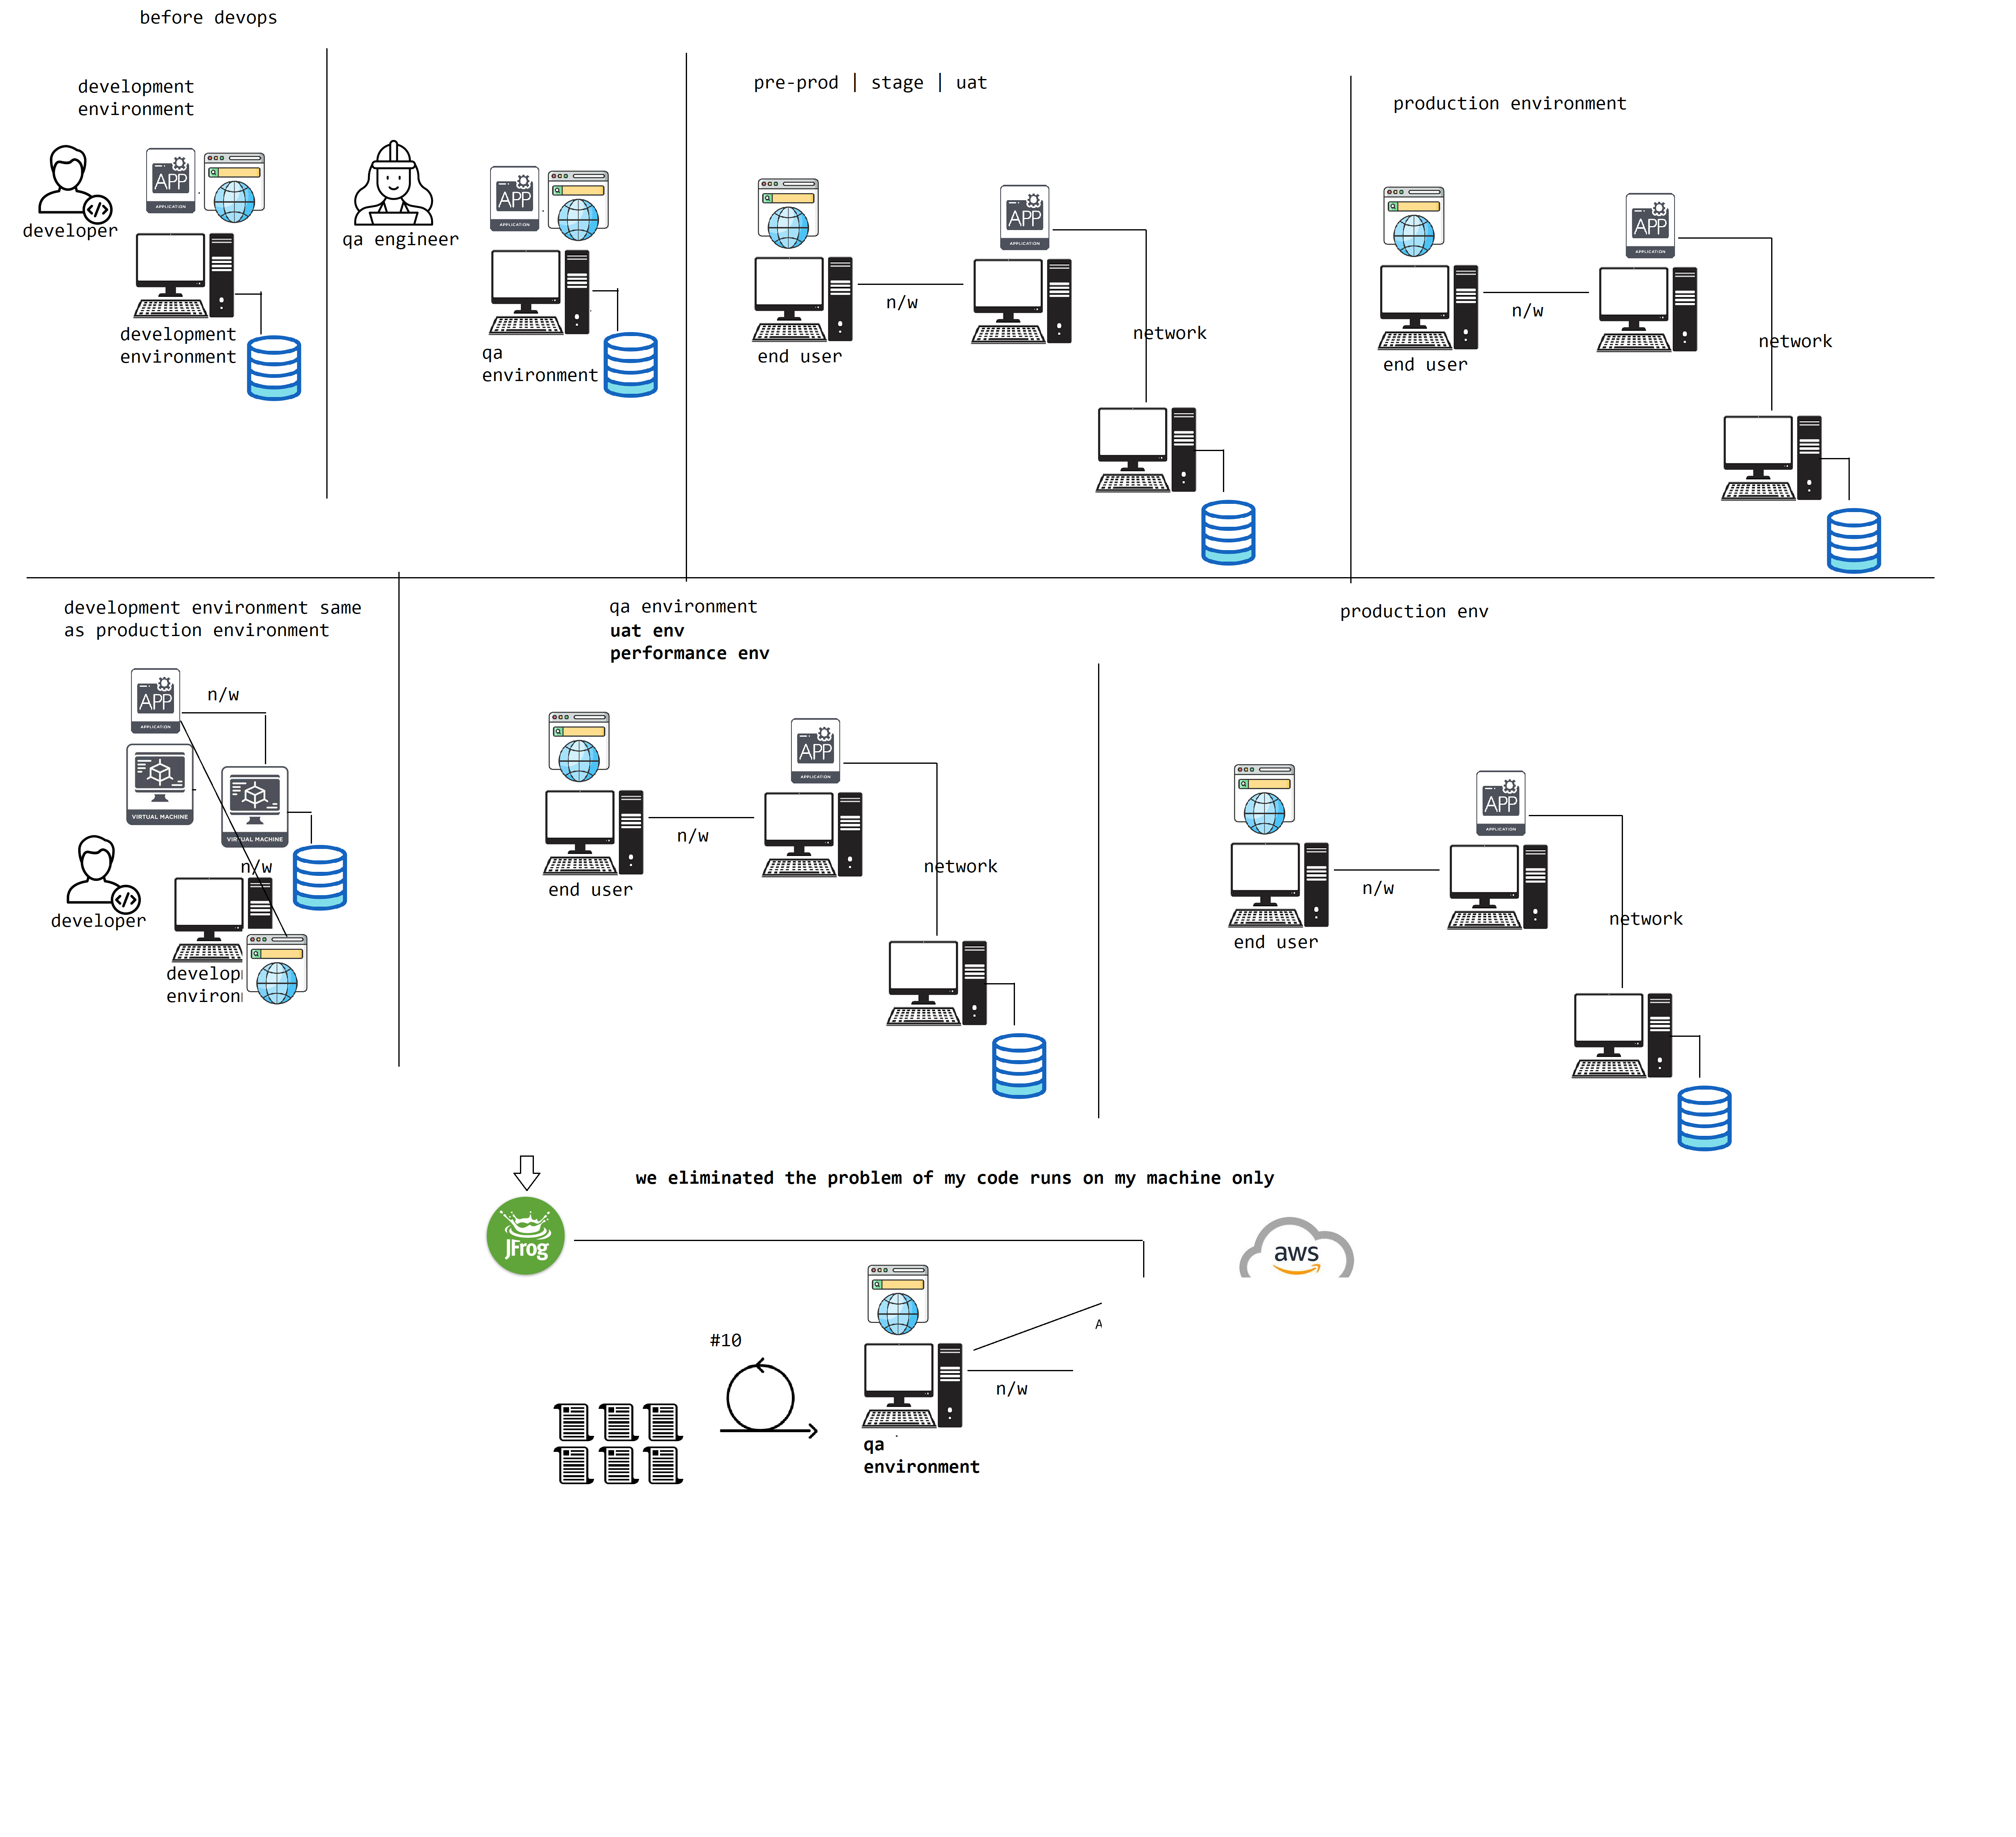 before devops
development
environment
APP
APPLICATION
developer
development
environment
qa engineer
APP
APPLICATION
qa
environment
pre-prod | stage | uat
APP
APPLICATION
n/w
end user
network
production environment
APP
APPLICATION
n/w
end user
network
development environment same
as production environment
APP
APPLICATION
n/w
VIRTUAL MACHINE
VIRTUAL MACHINE
n/w
developer
develop
environ
qa environment
uat env
performance env
APP
APPLICATION
n/w
end user
network
production env
APP
APPLICATION
n/w
end user
network
we eliminated the problem of my code runs on my machine only
JFrog
aws
#10
A
n/w
qa
environment